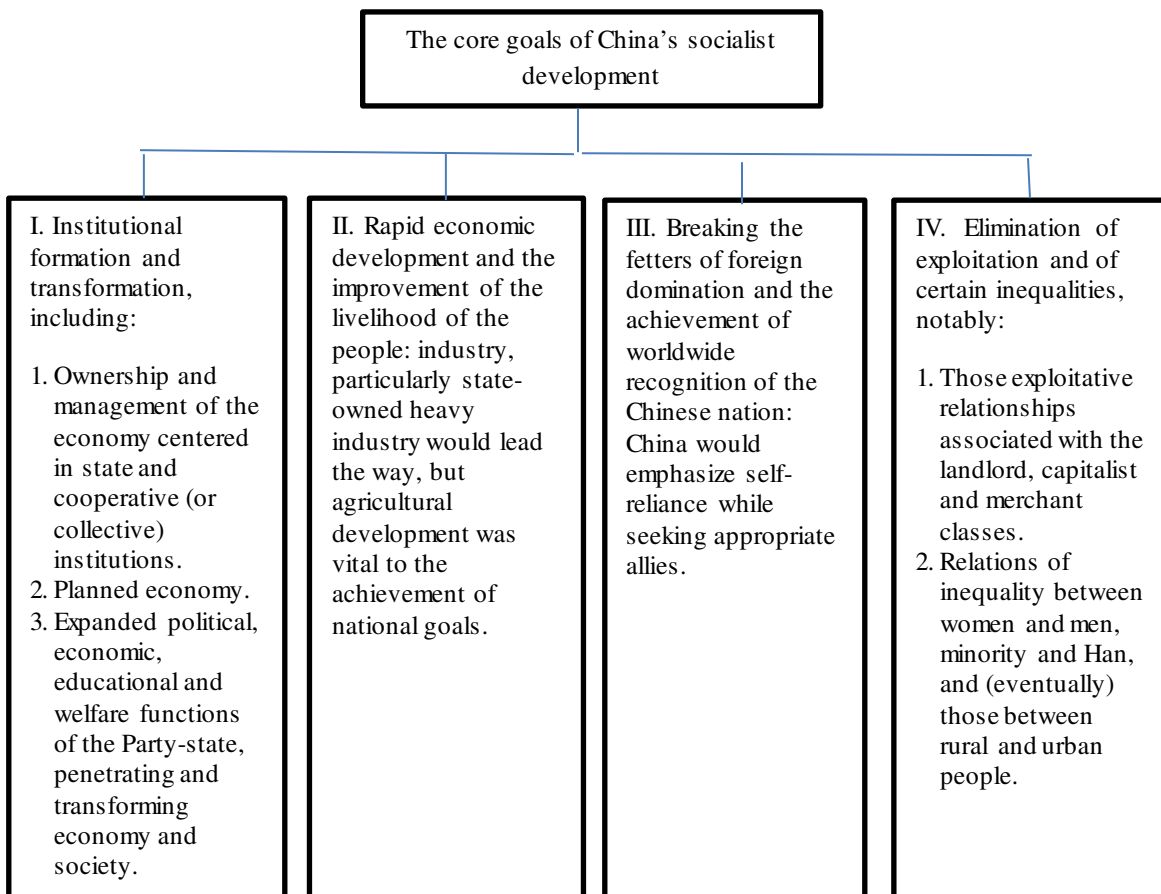 The core goals of China's socialist
development
I. Institutional
formation and
transformation,
including:
1. Ownership and
management of the
economy centered
in state and
cooperative (or
collective)
institutions.
2. Planned economy.
3. Expanded political,
economic,
educational and
welfare functions
of the Party-state,
penetrating and
transforming
economy and
society.
II. Rapid economic
development and the
improvement of the
livelihood of the
people: industry,
particularly state-
owned heavy
industry would lead
the way, but
agricultural
development was
vital to the
achievement of
national goals.
III. Breaking the
fetters of foreign
domination and the
achievement of
worldwide
recognition of the
Chinese nation:
China would
emphasize self-
reliance while
seeking appropriate
allies.
IV. Elimination of
exploitation and of
certain inequalities,
notably:
1. Those exploitative
relationships
associated with the
landlord, capitalist
and merchant
classes.
2. Relations of
inequality between
women and men,
minority and Han,
and (eventually)
those between
rural and urban
people.